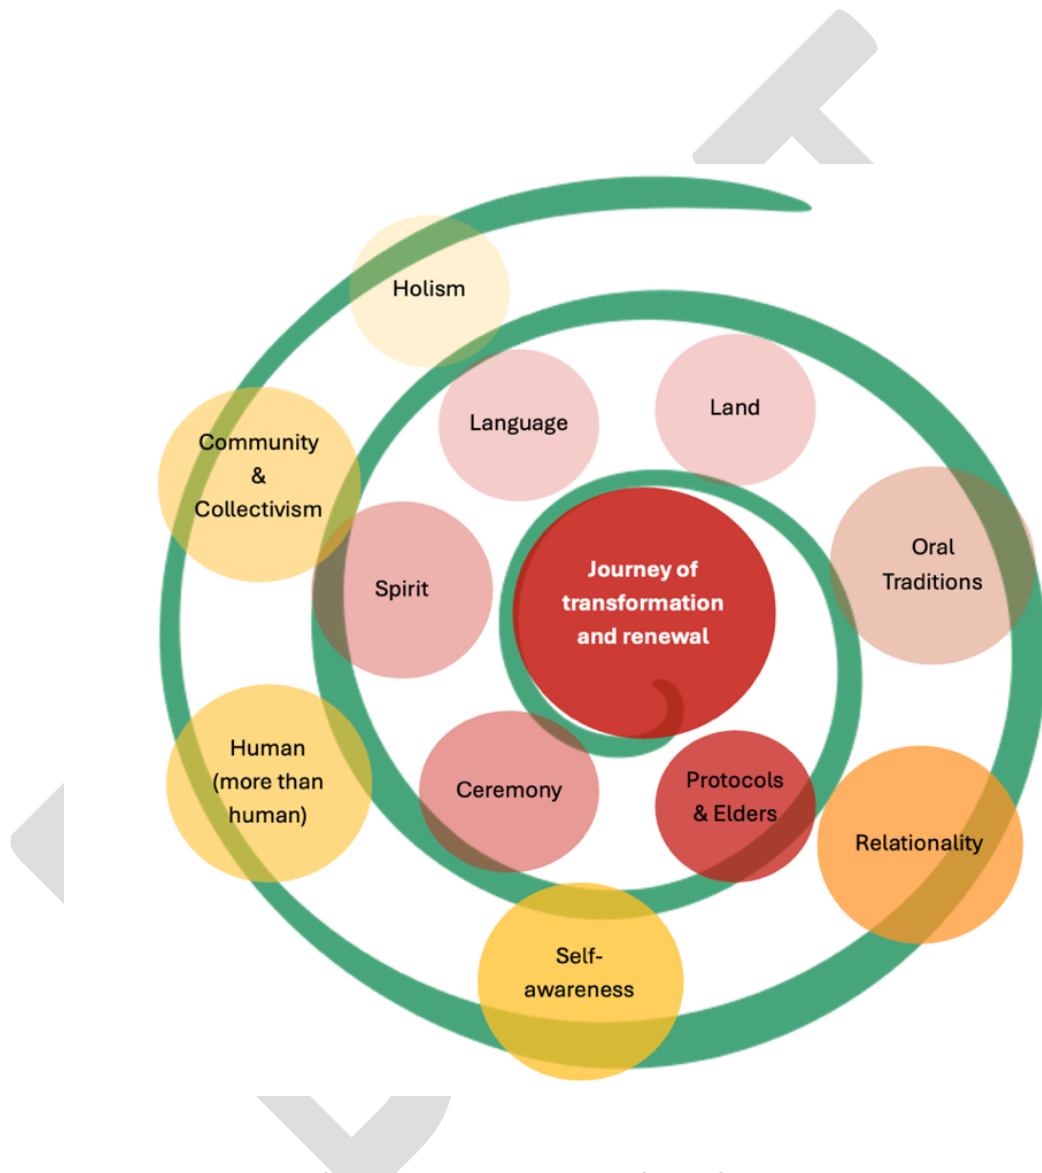 Holism
Language
Land
Community
&
Collectivism
Spirit
Journey of
transformation
and renewal
Oral
Traditions
Human
(more than
human)
Ceremony
Protocols
& Elders
Relationality
Self-
awareness